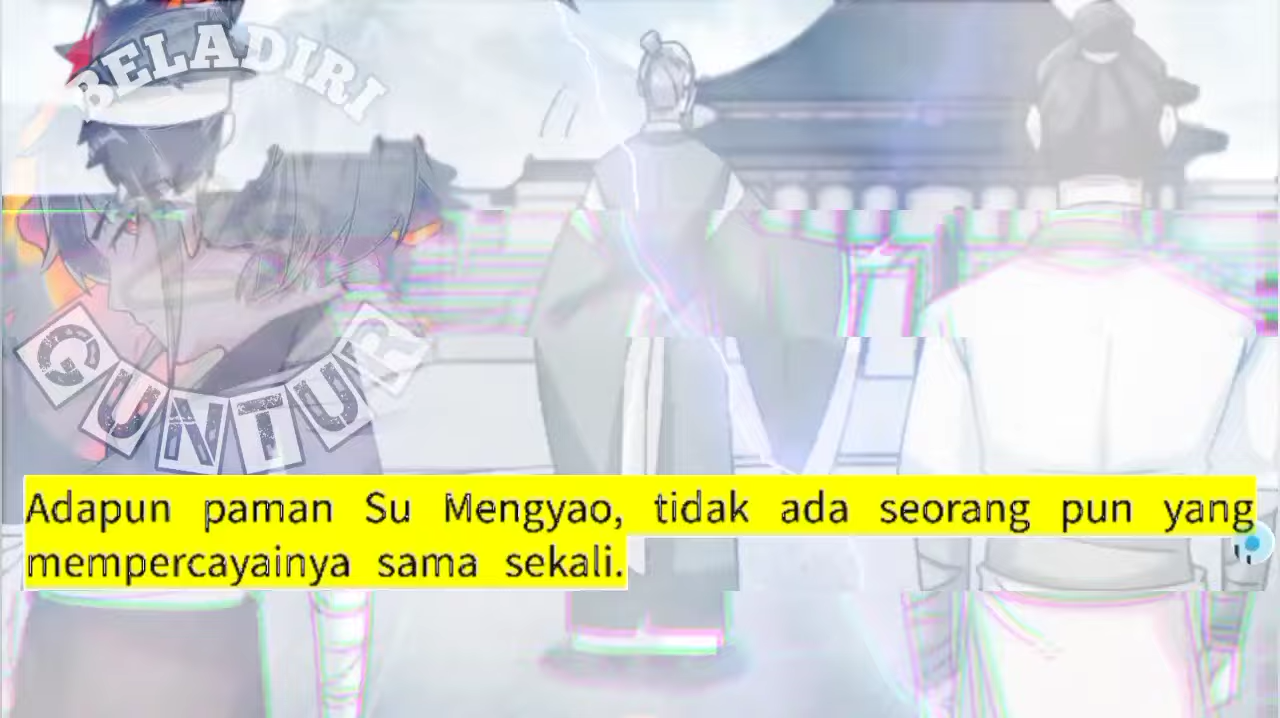 BELADIRI
GUNTUR
Adapun paman Su Mengyao, tidak ada seorang pun yang
mempercayainya sama sekali.